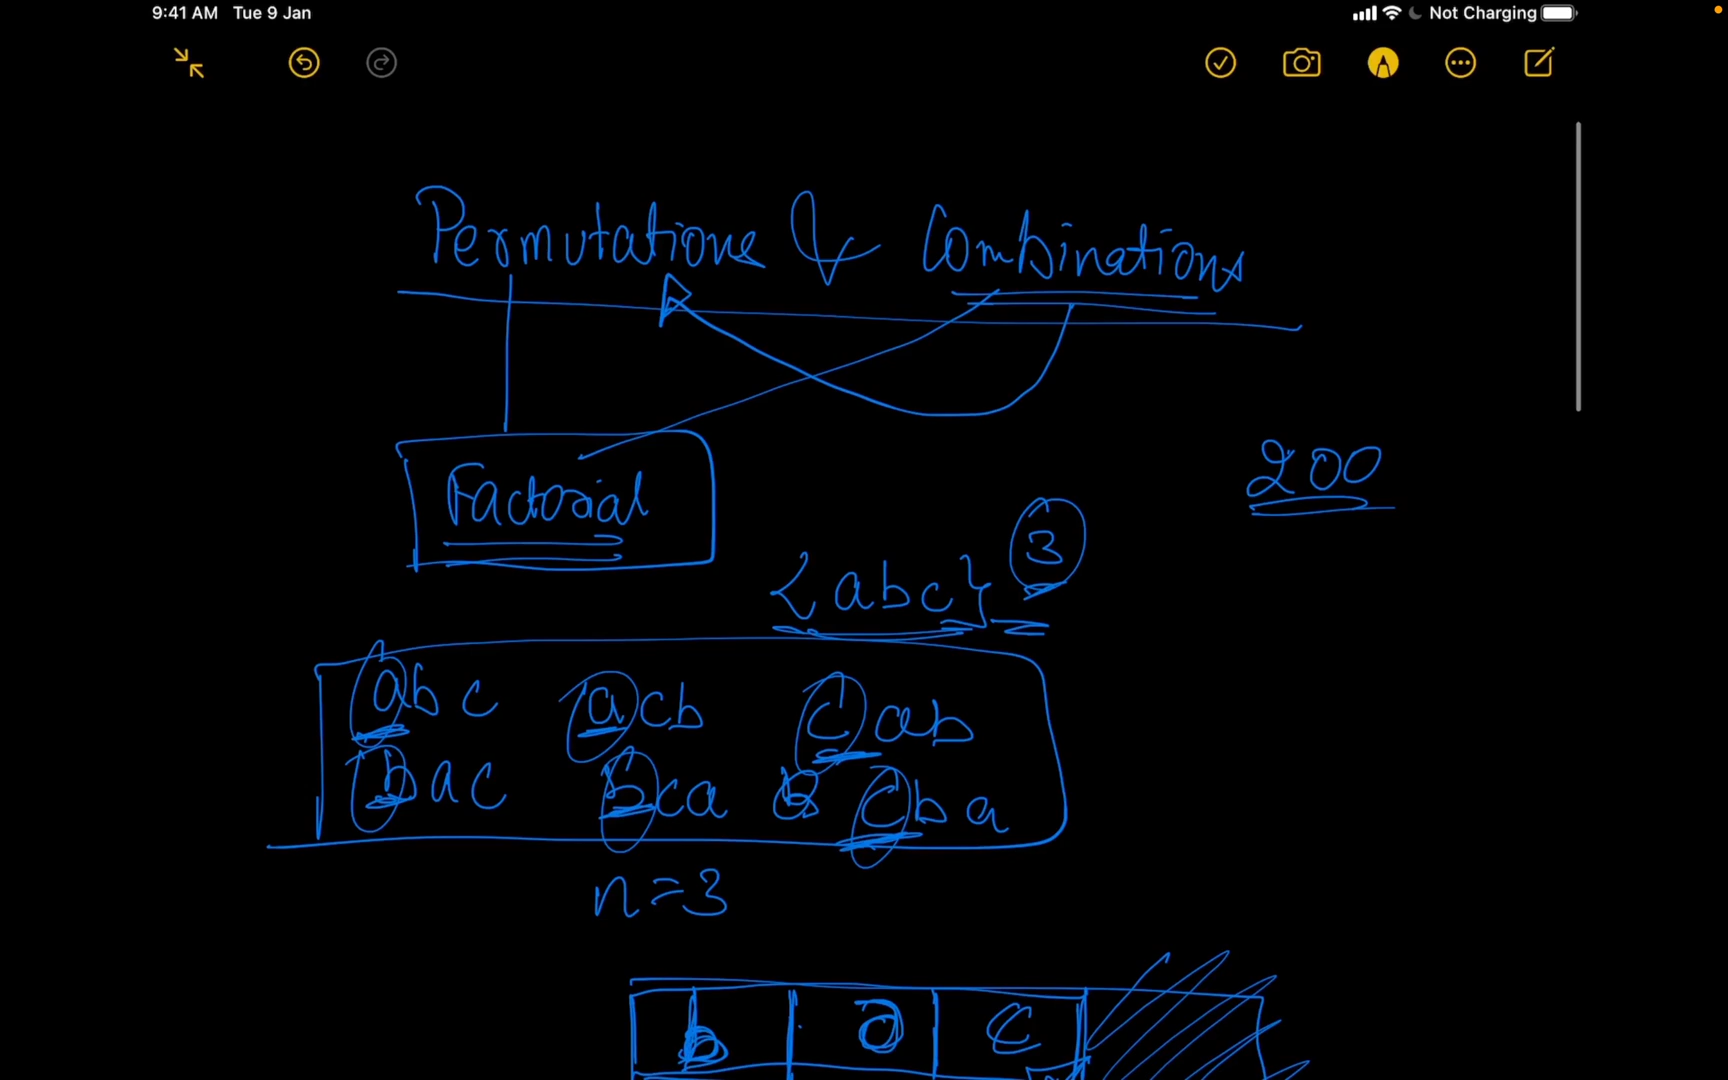 9:41 AM Tue 9 Jan Not Charging
Permutations & Combinations
Factorial
200
{abc} 3
abc acb cab
bac bca cba
n=3
b a c